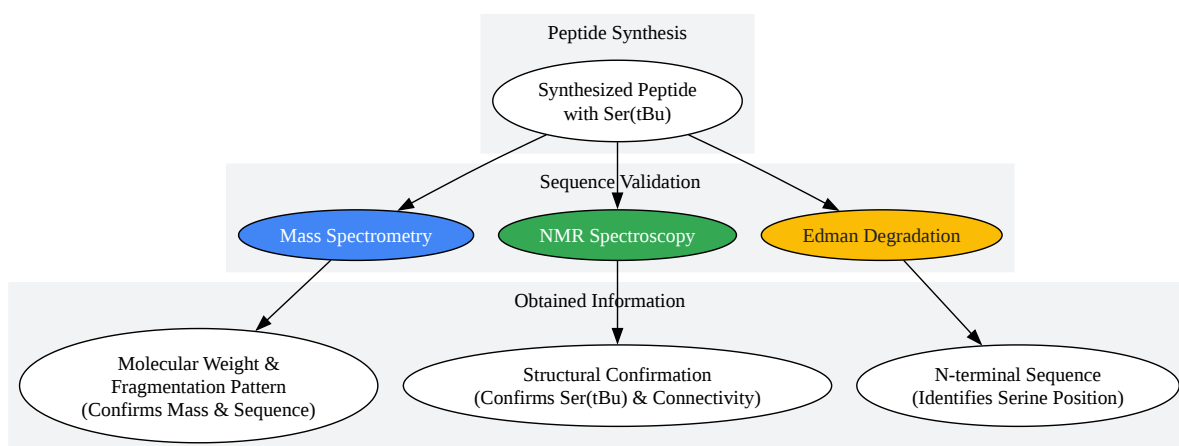 Peptide Synthesis
Synthesized Peptide
with Ser(tBu)
Sequence Validation
Mass Spectrometry
NMR Spectroscopy
Edman Degradation
Obtained Information
Molecular Weight &
Fragmentation Pattern
(Confirms Mass & Sequence)
Structural Confirmation
(Confirms Ser(tBu) & Connectivity)
N-terminal Sequence
(Identifies Serine Position)